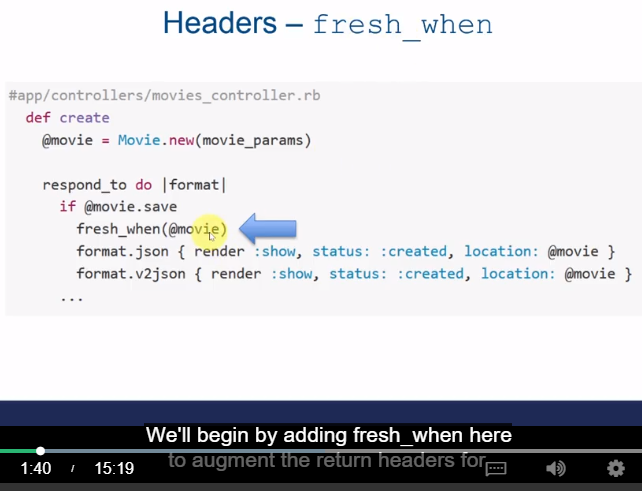 Headers – fresh_when
#app/controllers/movies_controller.rb
def create
@movie = Movie.new(movie_params)
respond_to do |format|
if @movie.save
fresh_when(@movie)
format.json { render :show, status: :created, location: @movie }
format.v2json { render :show, status: :created, location: @movie }
...
We'll begin by adding fresh_when here
to augment the return headers for
1:40 / 15:19